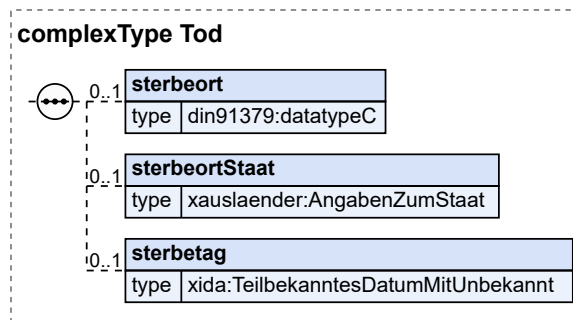 complexType Tod
0..1 sterbeort
type din91379:datatypeC
0..1 sterbeortStaat
type xauslaender:AngabenZumStaat
0..1 sterbetag
type xida:TeilbekanntesDatumMitUnbekannt